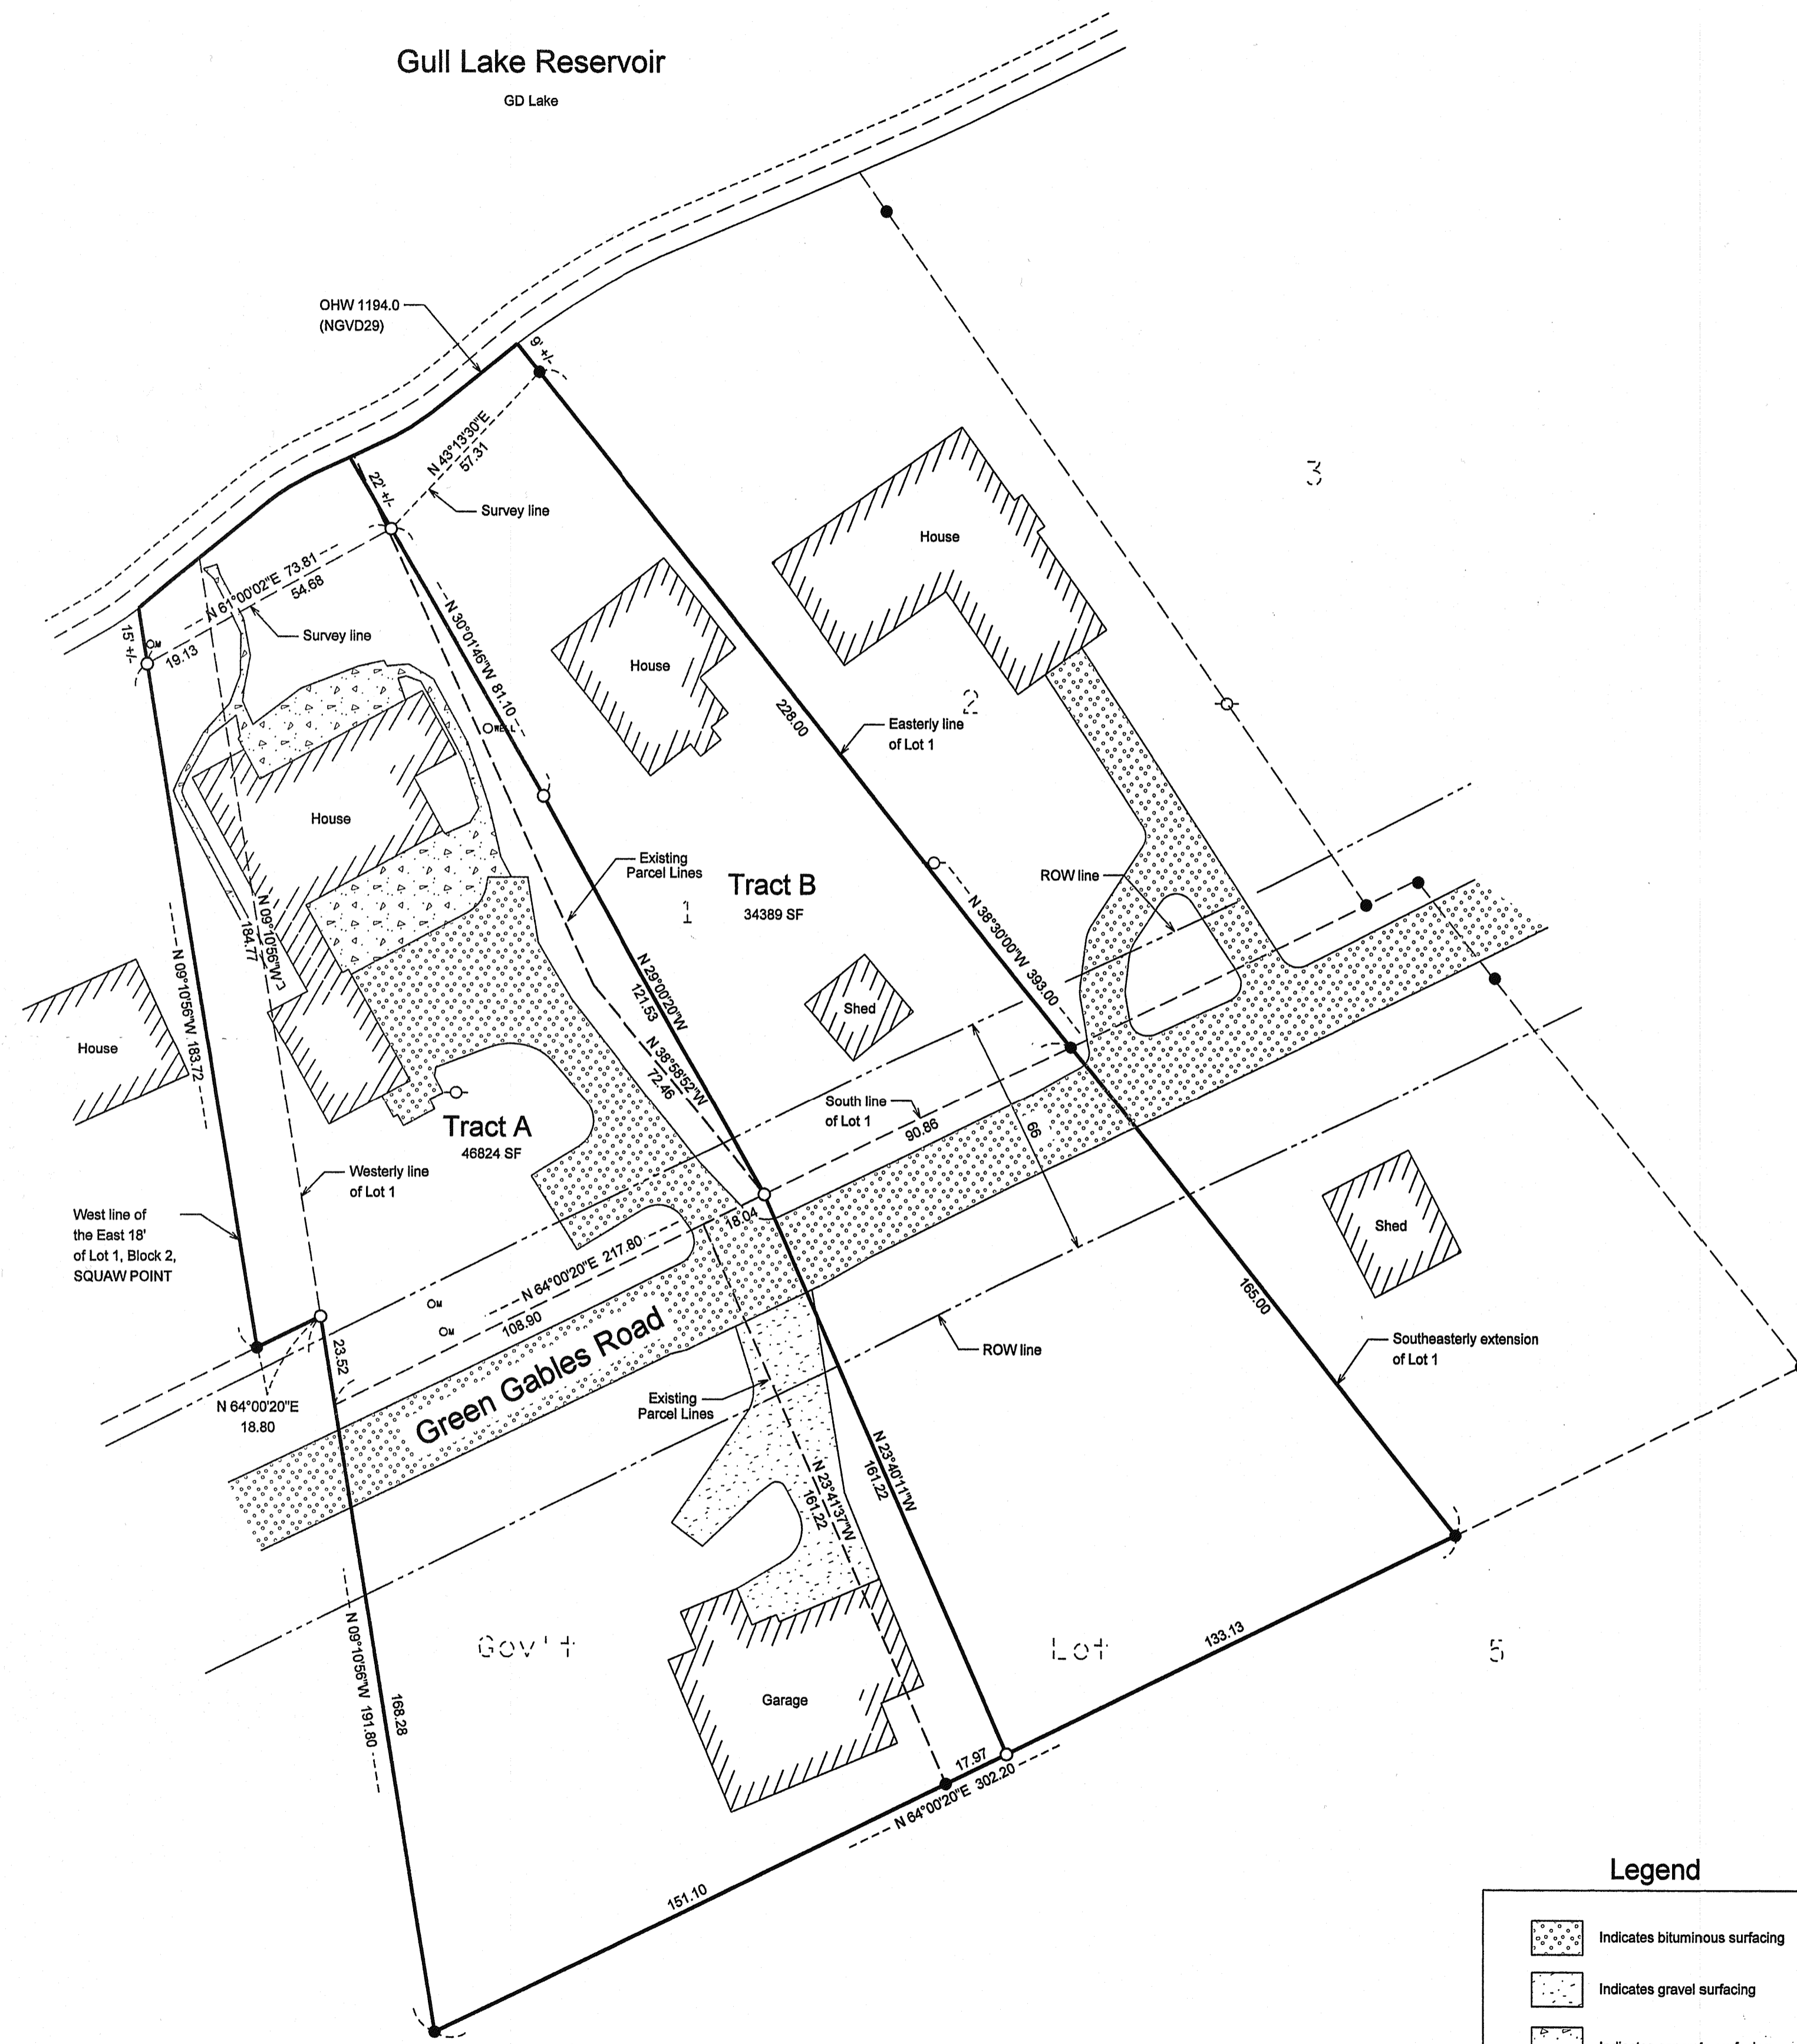 Gull Lake Reservoir
GD Lake
OHW 1194.0
(NGVD29)
9' +/-
N 43°13'30"E
57.31
22' +/-
Survey line
3
House
N 61°00'02"E 73.81
54.68
Survey line
15' +/-
M
19.13
N 30°01'46"W 81.10
House
2
WELL
228.00
Easterly line
of Lot 1
House
Existing
Parcel Lines
Tract B
34389 SF
1
ROW line
N 09°10'56"W
184.77
N 09°10'56"W 183.72
N 38°30'00"W 393.00
N 29°00'20"W
121.53
Shed
House
N 38°58'52"W
72.46
Tract A
46824 SF
South line
of Lot 1
90.86
66
Westerly line
of Lot 1
Shed
West line of
the East 18'
of Lot 1, Block 2,
SQUAW POINT
18.04
N 64°00'20"E 217.80
108.90
M
M
165.00
23.52
Green Gables Road
ROW line
Southeasterly extension
of Lot 1
N 64°00'20"E
18.80
Existing
Parcel Lines
N 23°40'11"W
161.22
N 23°41'37"W
161.22
N 09°10'56"W 191.80
168.28
Gov't
Lot
5
133.13
Garage
17.97
N 64°00'20"E 302.20
151.10
Legend
Indicates bituminous surfacing
Indicates gravel surfacing